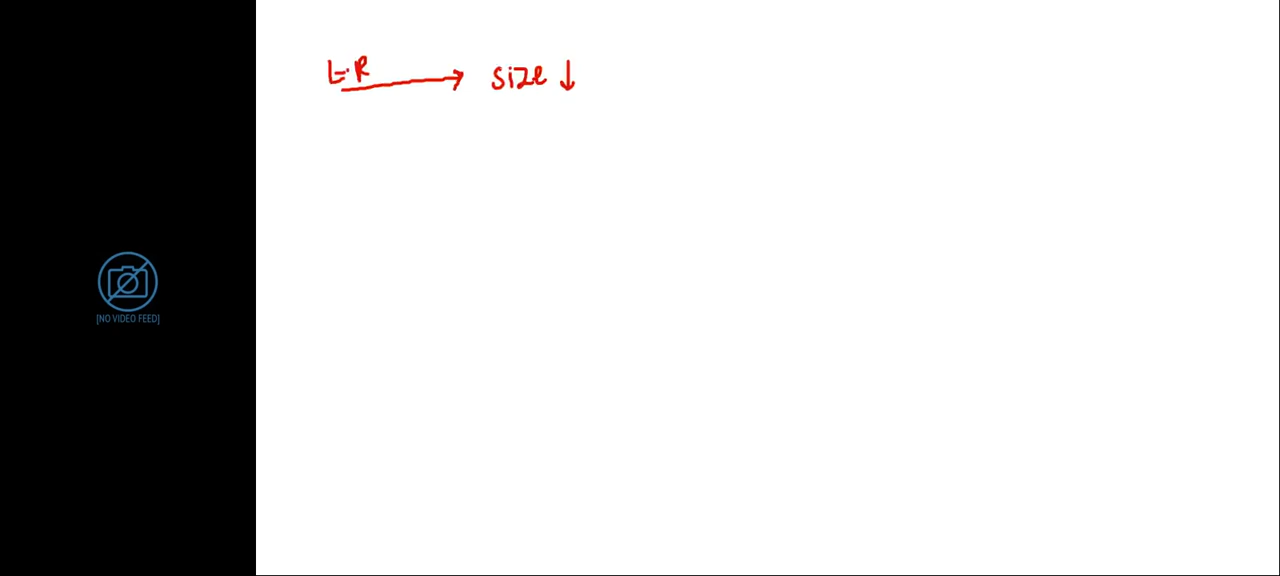 L-R → size ↓
[NO VIDEO FEED]